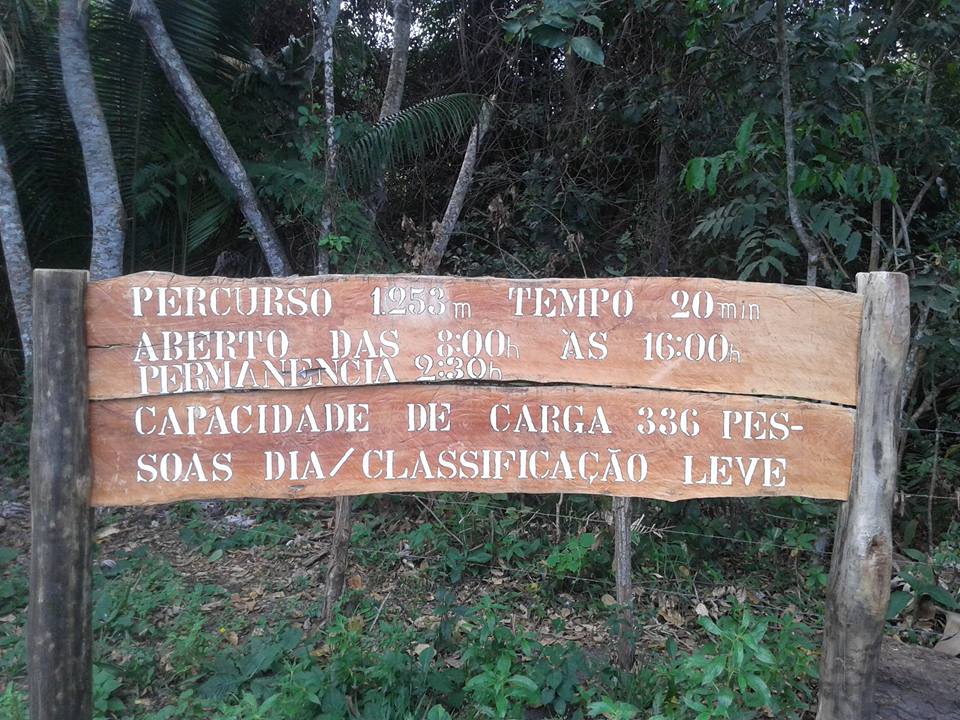 PERCURSO 1253m TEMPO 20min
ABERTO DAS 8:00h ÀS 16:00h
PERMANENCIA 2:30h
CAPACIDADE DE CARGA 336 PES-
SOAS DIA/CLASSIFICAÇÃO LEVE